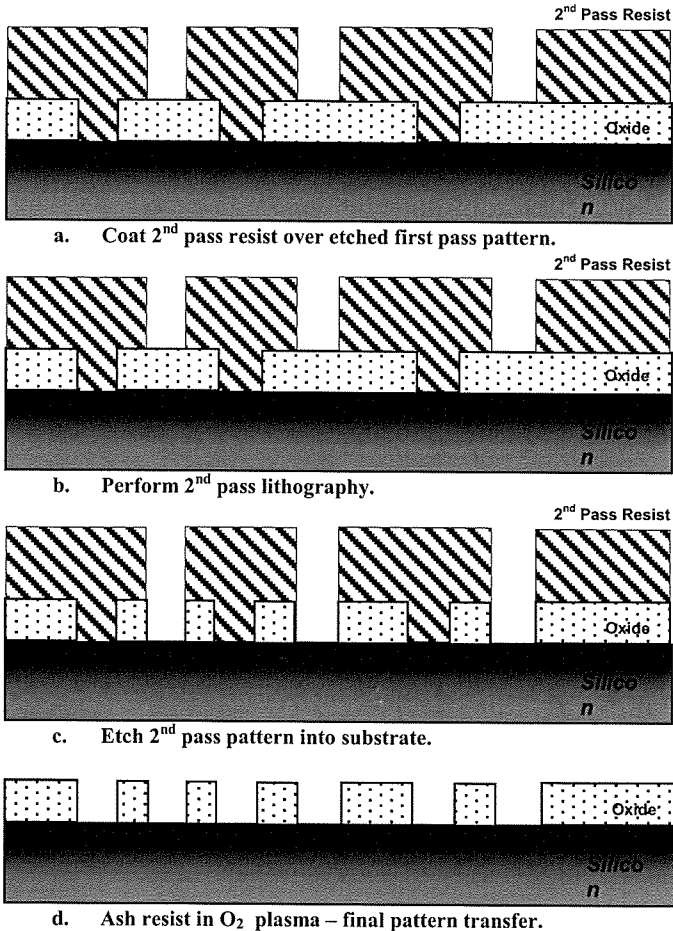 2nd Pass Resist
Oxide
Silico
n
a. Coat 2nd pass resist over etched first pass pattern.
2nd Pass Resist
Oxide
Silico
n
b. Perform 2nd pass lithography.
2nd Pass Resist
Oxide
Silico
n
c. Etch 2nd pass pattern into substrate.
Oxide
Silico
n
d. Ash resist in O2 plasma – final pattern transfer.